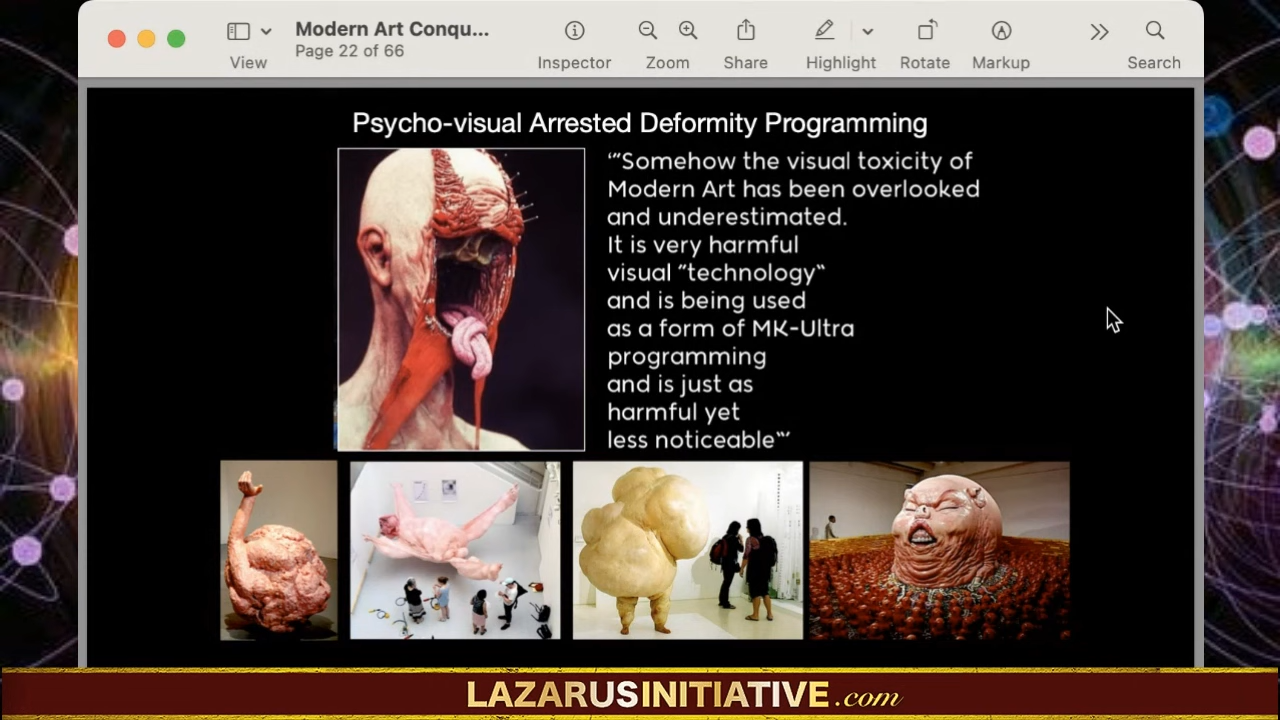 Modern Art Conqu...
Page 22 of 66
View
Inspector
Zoom
Share
Highlight
Rotate
Markup
Search
Psycho-visual Arrested Deformity Programming
‘“Somehow the visual toxicity of
Modern Art has been overlooked
and underestimated.
It is very harmful
visual “technology“
and is being used
as a form of MK-Ultra
programming
and is just as
harmful yet
less noticeable”’
LAZARUSINITIATIVE.com